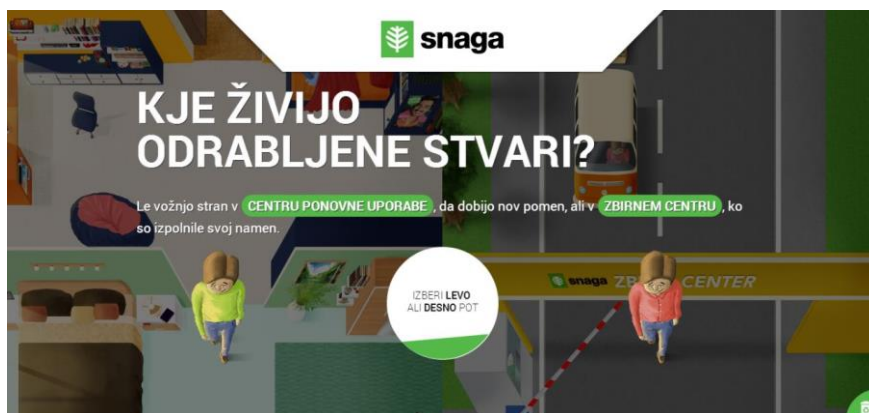 snaga
KJE ŽIVIJO
ODRABLJENE STVARI?
Le vožnjo stran v CENTRU PONOVNE UPORABE, da dobijo nov pomen, ali v ZBIRNEM CENTRU, ko
so izpolnile svoj namen.
IZBERI LEVO
ALI DESNO POT
snaga ZB CENTER